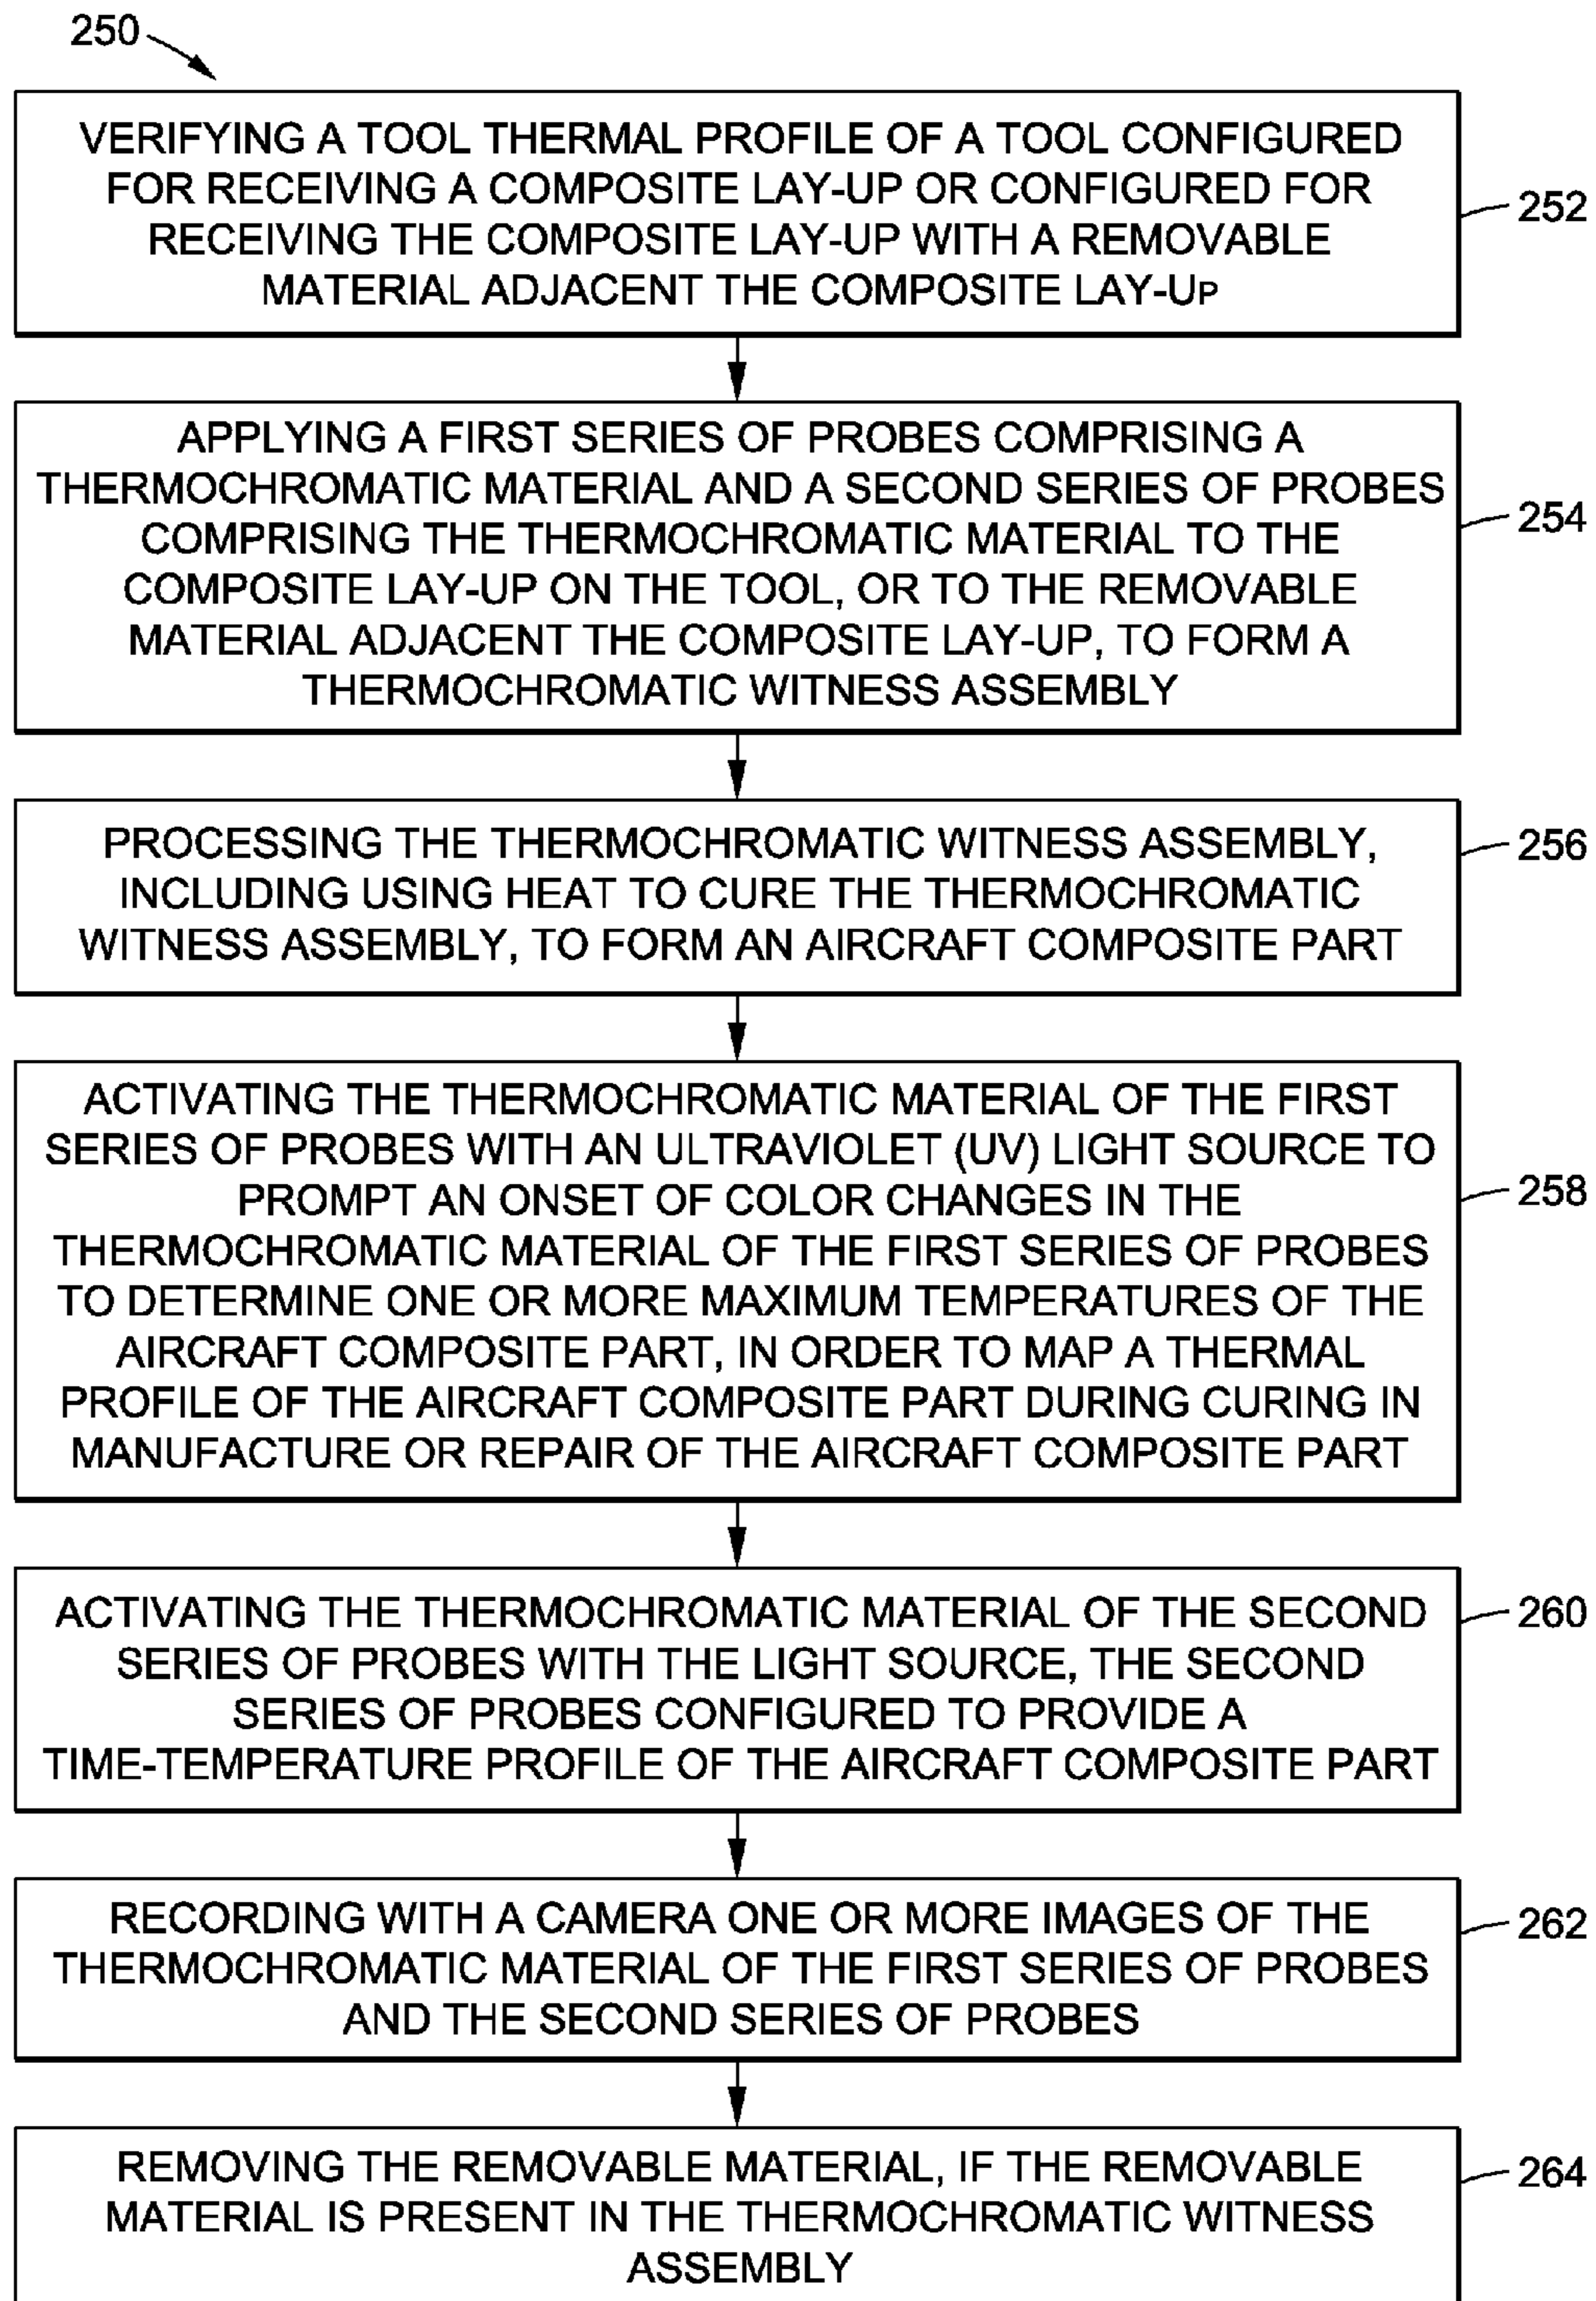 250
VERIFYING A TOOL THERMAL PROFILE OF A TOOL CONFIGURED
FOR RECEIVING A COMPOSITE LAY-UP OR CONFIGURED FOR
RECEIVING THE COMPOSITE LAY-UP WITH A REMOVABLE
MATERIAL ADJACENT THE COMPOSITE LAY-Up
252
APPLYING A FIRST SERIES OF PROBES COMPRISING A
THERMOCHROMATIC MATERIAL AND A SECOND SERIES OF PROBES
COMPRISING THE THERMOCHROMATIC MATERIAL TO THE
COMPOSITE LAY-UP ON THE TOOL, OR TO THE REMOVABLE
MATERIAL ADJACENT THE COMPOSITE LAY-UP, TO FORM A
THERMOCHROMATIC WITNESS ASSEMBLY
254
PROCESSING THE THERMOCHROMATIC WITNESS ASSEMBLY,
INCLUDING USING HEAT TO CURE THE THERMOCHROMATIC
WITNESS ASSEMBLY, TO FORM AN AIRCRAFT COMPOSITE PART
256
ACTIVATING THE THERMOCHROMATIC MATERIAL OF THE FIRST
SERIES OF PROBES WITH AN ULTRAVIOLET (UV) LIGHT SOURCE TO
PROMPT AN ONSET OF COLOR CHANGES IN THE
THERMOCHROMATIC MATERIAL OF THE FIRST SERIES OF PROBES
TO DETERMINE ONE OR MORE MAXIMUM TEMPERATURES OF THE
AIRCRAFT COMPOSITE PART, IN ORDER TO MAP A THERMAL
PROFILE OF THE AIRCRAFT COMPOSITE PART DURING CURING IN
MANUFACTURE OR REPAIR OF THE AIRCRAFT COMPOSITE PART
258
ACTIVATING THE THERMOCHROMATIC MATERIAL OF THE SECOND
SERIES OF PROBES WITH THE LIGHT SOURCE, THE SECOND
SERIES OF PROBES CONFIGURED TO PROVIDE A
TIME-TEMPERATURE PROFILE OF THE AIRCRAFT COMPOSITE PART
260
RECORDING WITH A CAMERA ONE OR MORE IMAGES OF THE
THERMOCHROMATIC MATERIAL OF THE FIRST SERIES OF PROBES
AND THE SECOND SERIES OF PROBES
262
REMOVING THE REMOVABLE MATERIAL, IF THE REMOVABLE
MATERIAL IS PRESENT IN THE THERMOCHROMATIC WITNESS
ASSEMBLY
264